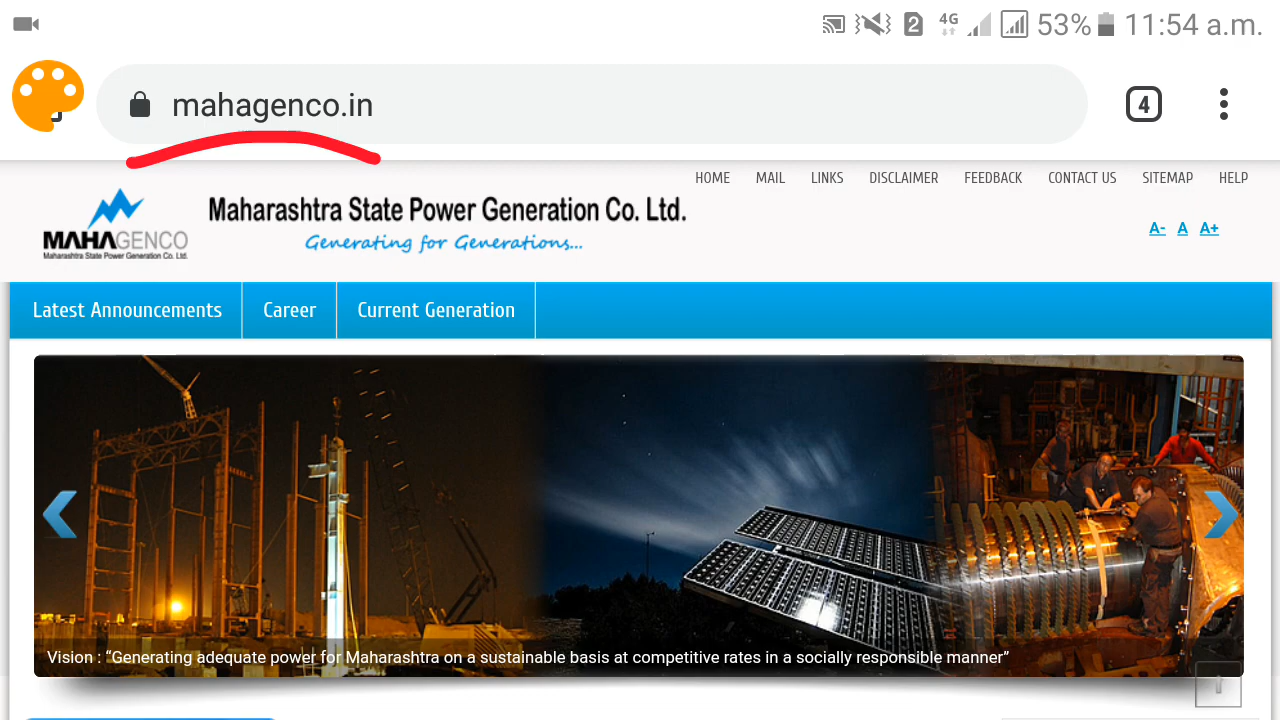 2 4G 53% 11:54 a.m.
mahagenco.in 4
HOME MAIL LINKS DISCLAIMER FEEDBACK CONTACT US SITEMAP HELP
Maharashtra State Power Generation Co. Ltd.
Generating for Generations...
MAHAGENCO
Maharashtra State Power Generation Co. Ltd.
A- A A+
Latest Announcements Career Current Generation
Vision : “Generating adequate power for Maharashtra on a sustainable basis at competitive rates in a socially responsible manner”